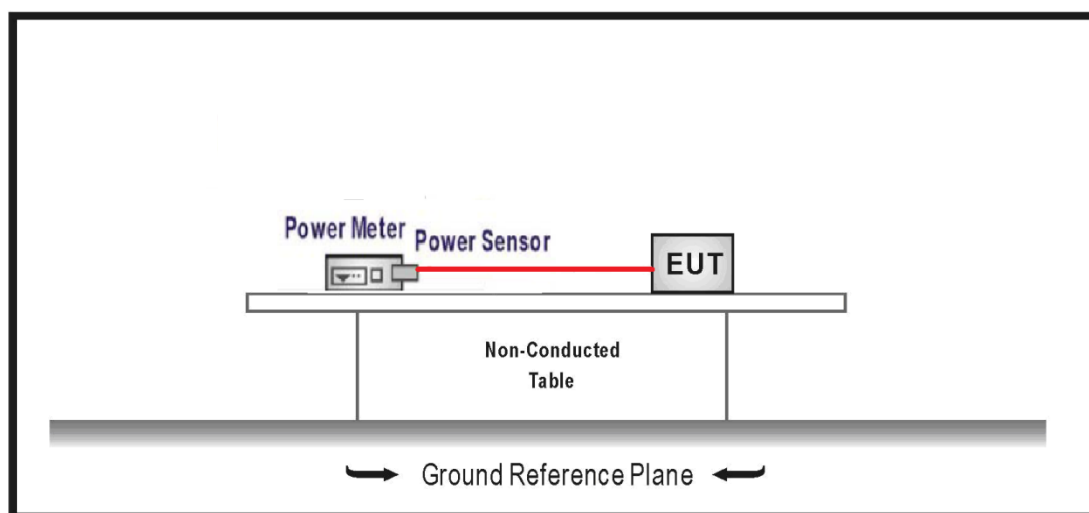 Power Meter
Power Sensor
EUT
Non-Conducted
Table
Ground Reference Plane